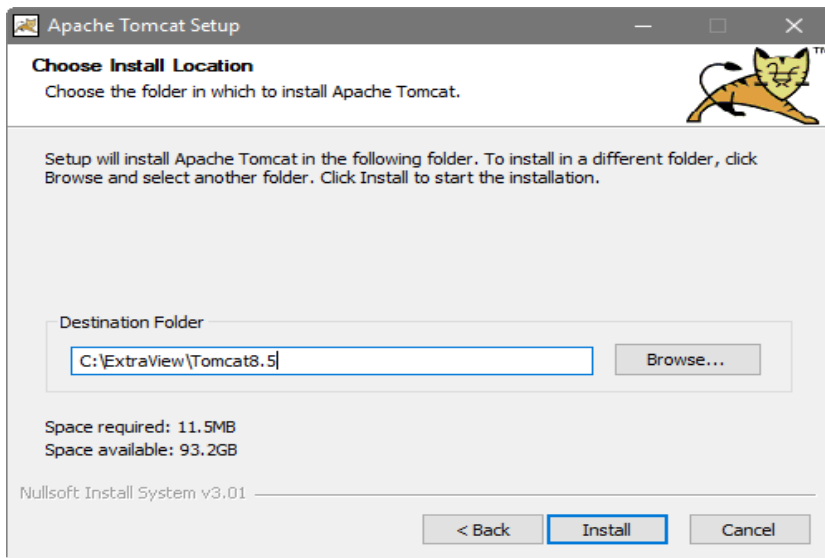 Apache Tomcat Setup
TM
Choose Install Location
Choose the folder in which to install Apache Tomcat.
Setup will install Apache Tomcat in the following folder. To install in a different folder, click
Browse and select another folder. Click Install to start the installation.
Destination Folder
C:\ExtraView\Tomcat8.5
Browse...
Space required: 11.5MB
Space available: 93.2GB
Nullsoft Install System v3.01
< Back
Install
Cancel